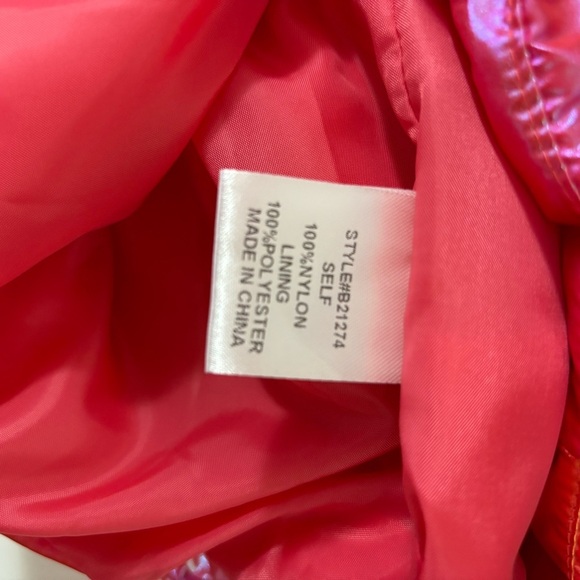 STYLE#B21274
SELF
100%NYLON
LINING
100%POLYESTER
MADE IN CHINA